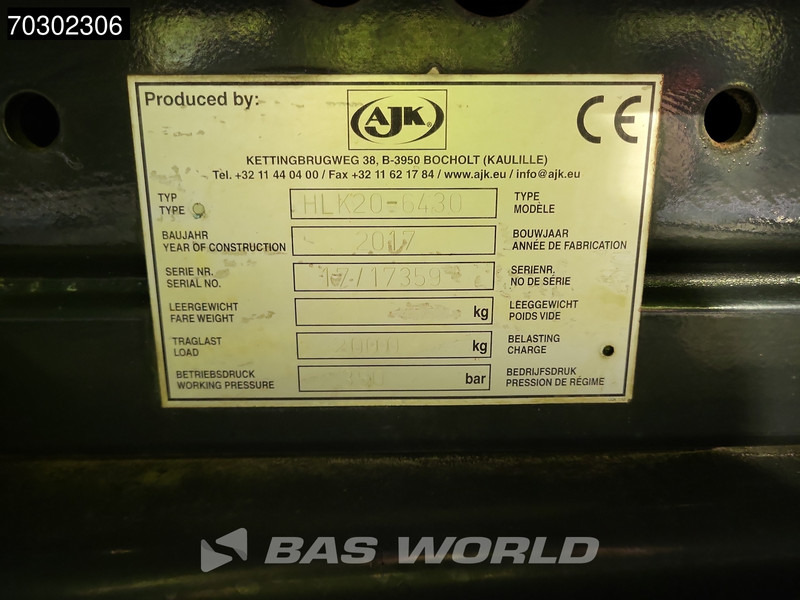 70302306
Produced by:
AJK ®
CE
KETTINGBRUGWEG 38, B-3950 BOCHOLT (KAULILLE)
Tel. +32 11 44 04 00 / Fax +32 11 62 17 84 / www.ajk.eu / info@ajk.eu
TYP HLK20-6430 TYPE
TYPE MODÈLE
BAUJAHR 2017 BOUWJAAR
YEAR OF CONSTRUCTION ANNÉE DE FABRICATION
SERIE NR. 17/17359 SERIENR.
SERIAL NO. NO DE SÉRIE
LEERGEWICHT kg LEEGGEWICHT
FARE WEIGHT POIDS VIDE
TRAGLAST kg BELASTING
LOAD CHARGE
BETRIEBSDRUCK bar BEDRIJFSDRUK
WORKING PRESSURE PRESSION DE RÉGIME
BAS WORLD